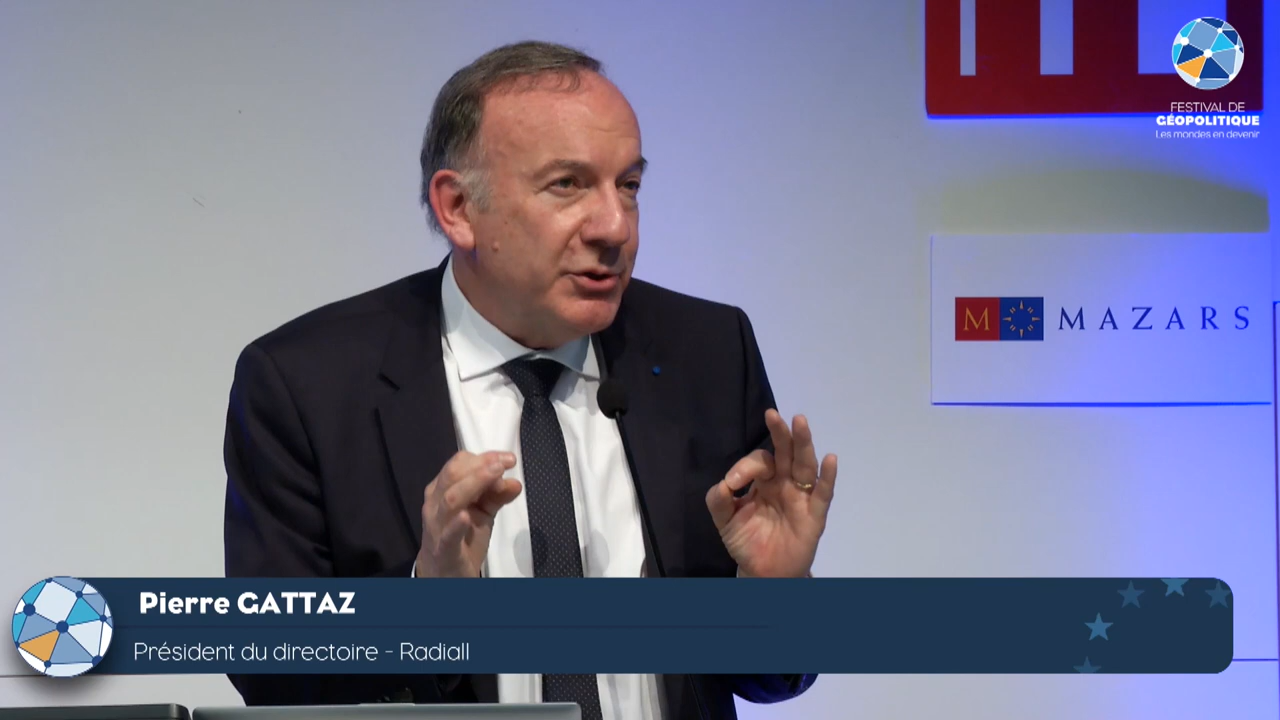 FESTIVAL DE
GÉOPOLITIQUE
Les mondes en devenir
M MAZARS
Pierre GATTAZ
Président du directoire - Radiall